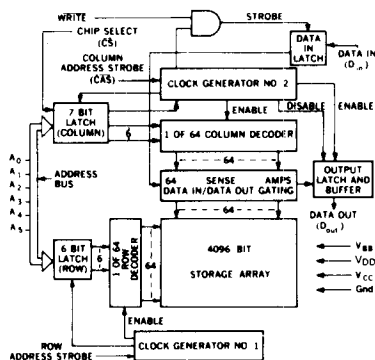 WRITE
STROBE
CHIP SELECT
(C̅S̅)
DATA
IN
LATCH
DATA IN
(Din)
COLUMN
ADDRESS STROBE
(C̅A̅S̅)
CLOCK GENERATOR NO 2
7 BIT
LATCH
(COLUMN)
ENABLE
DISABLE
ENABLE
6
1 OF 64 COLUMN DECODER
64
A0
A1
A2
A3
A4
A5
ADDRESS
BUS
64 SENSE AMPS
DATA IN/DATA OUT GATING
OUTPUT
LATCH AND
BUFFER
64
DATA OUT
(Dout)
6 BIT
LATCH
(ROW)
6
1 OF 64
ROW
DECODER
64
4096 BIT
STORAGE ARRAY
VBB
VDD
VCC
Gnd
ENABLE
ROW
ADDRESS STROBE
CLOCK GENERATOR NO 1